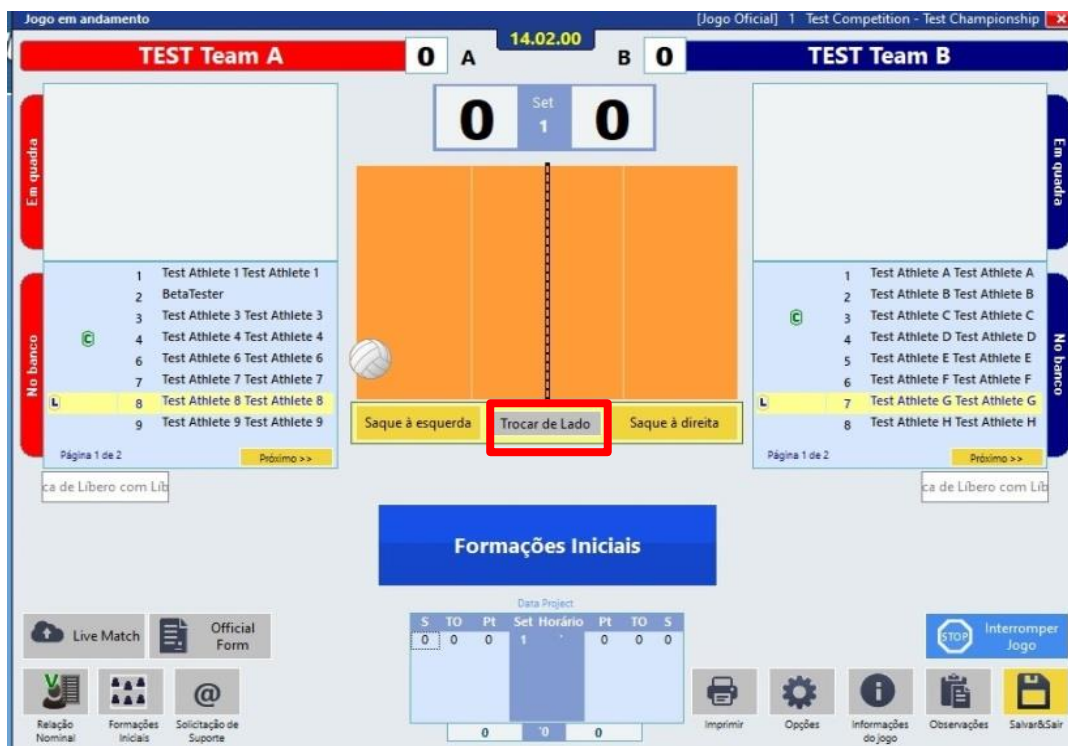 Jogo em andamento
[Jogo Oficial] 1 Test Competition - Test Championship
TEST Team A
0 A
14.02.00
B 0
TEST Team B
0
Set
1
0
Em quadra
Em quadra
No banco
1 Test Athlete 1 Test Athlete 1
2 BetaTester
3 Test Athlete 3 Test Athlete 3
C 4 Test Athlete 4 Test Athlete 4
6 Test Athlete 6 Test Athlete 6
7 Test Athlete 7 Test Athlete 7
L 8 Test Athlete 8 Test Athlete 8
9 Test Athlete 9 Test Athlete 9
Página 1 de 2
Próximo >>
ca de Líbero com Líb
Saque à esquerda
Trocar de Lado
Saque à direita
1 Test Athlete A Test Athlete A
2 Test Athlete B Test Athlete B
C 3 Test Athlete C Test Athlete C
4 Test Athlete D Test Athlete D
5 Test Athlete E Test Athlete E
6 Test Athlete F Test Athlete F
L 7 Test Athlete G Test Athlete G
8 Test Athlete H Test Athlete H
No banco
Página 1 de 2
Próximo >>
ca de Líbero com Líb
Formações Iniciais
Data Project
S TO Pt Set Horário Pt TO S
0 0 0 1 ' 0 0 0
0 '0 0
Live Match
Official
Form
STOP
Interromper
Jogo
Relação
Nominal
Formações
Iniciais
@
Solicitação de
Suporte
Imprimir
Opções
Informações
do jogo
Observações
Salvar&Sair